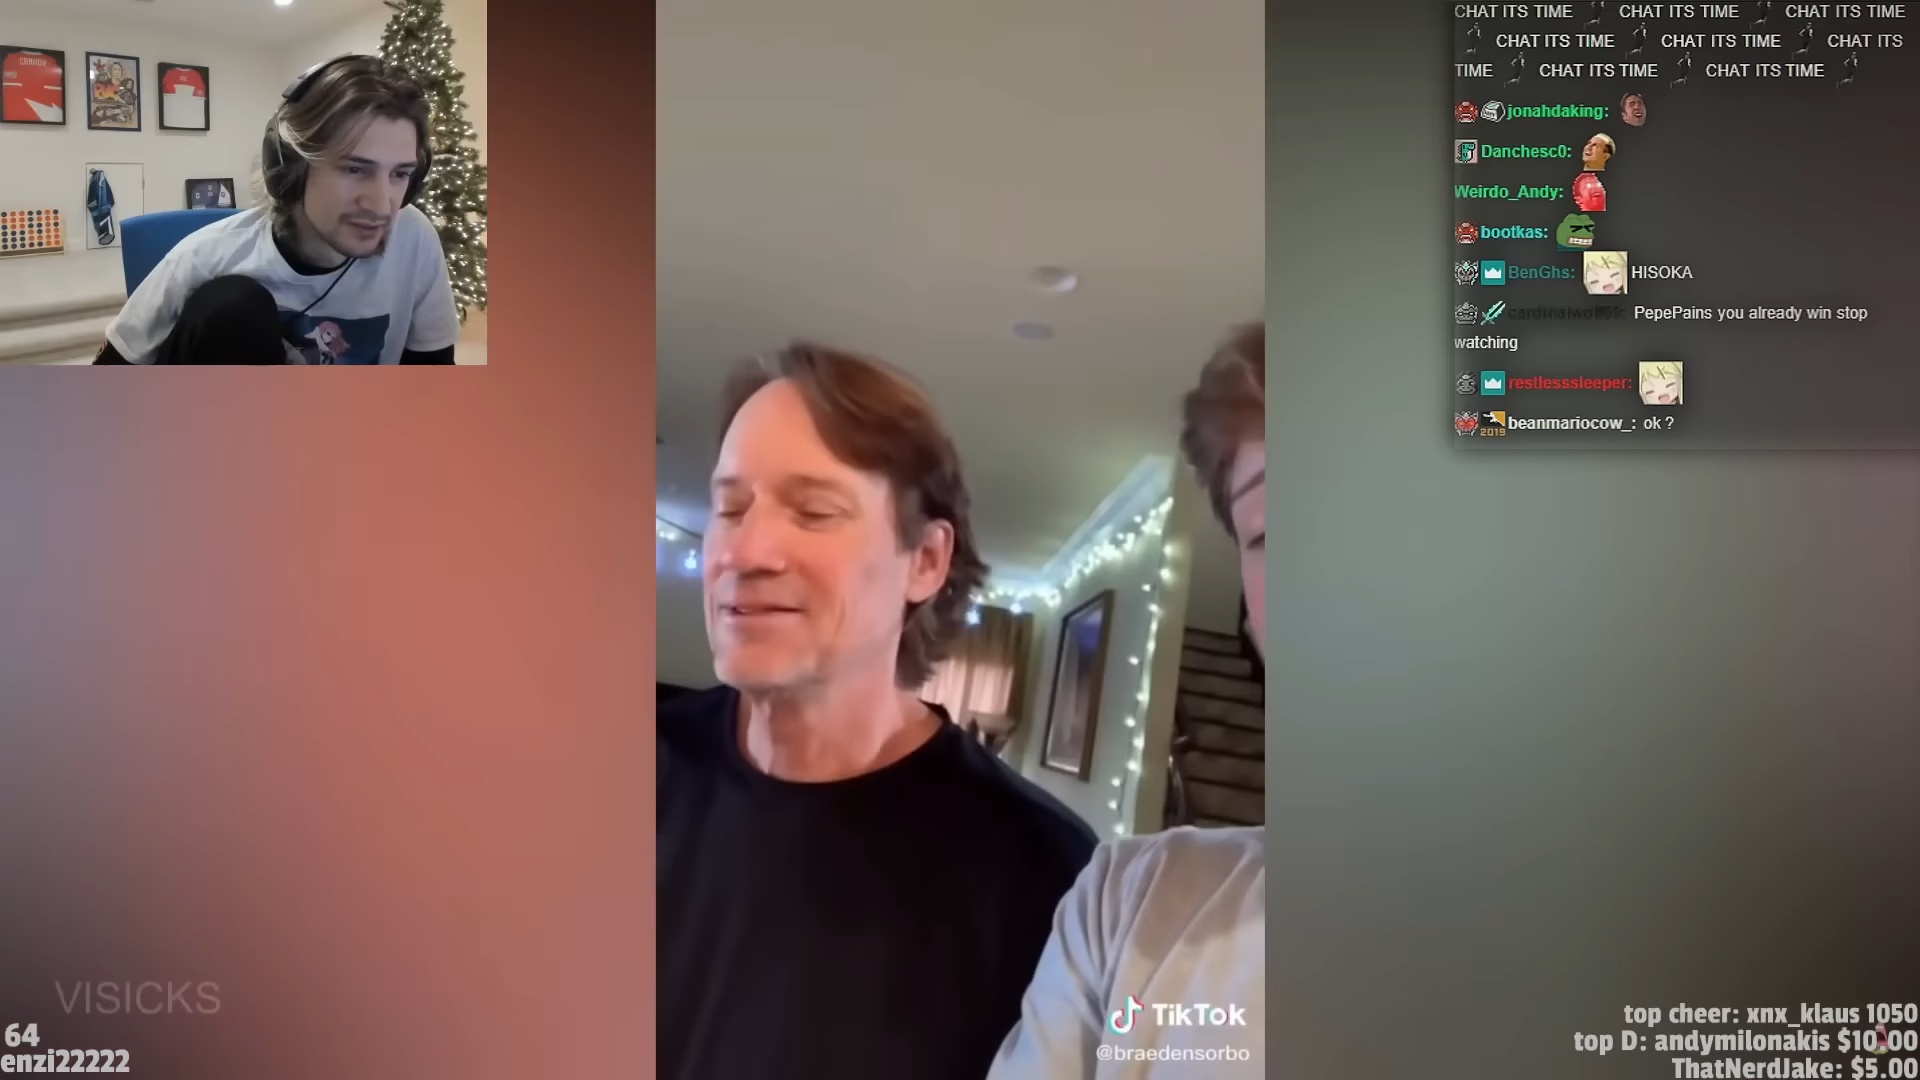 CHAT ITS TIME CHAT ITS TIME CHAT ITS TIME
CHAT ITS TIME CHAT ITS TIME CHAT ITS
TIME CHAT ITS TIME CHAT ITS TIME
jonahdaking:
Danchesc0:
Weirdo_Andy:
bootkas:
BenGhs: HISOKA
PepePains you already win stop
watching
restlesssleeper:
2019 beanmariocow_: ok ?
VISICKS
64
enzi22222
TikTok
@braedensorbo
top cheer: xnx_klaus 1050
top D: andymilonakis $10.00
ThatNerdJake: $5.00